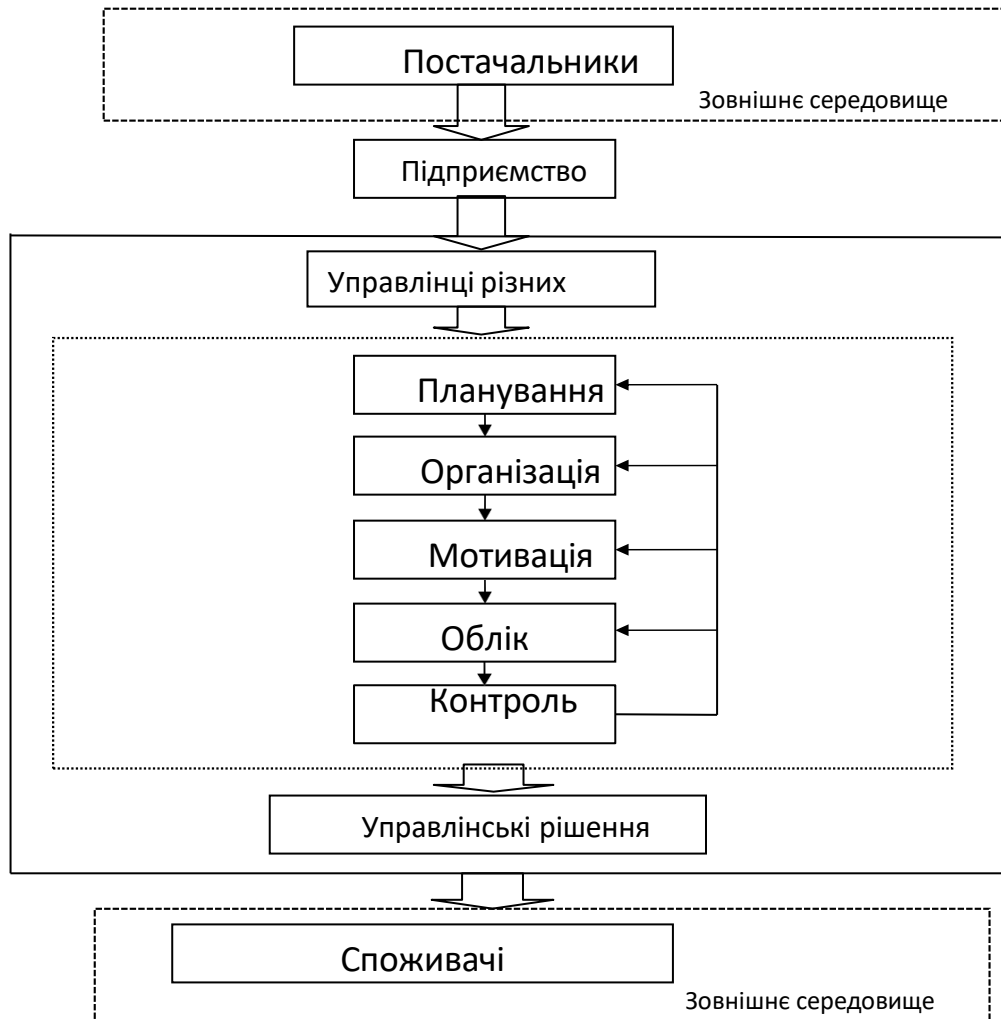 Постачальники
Зовнішнє середовище
Підприємство
Управлінці різних
Планування
Організація
Мотивація
Облік
Контроль
Управлінські рішення
Споживачі
Зовнішнє середовище